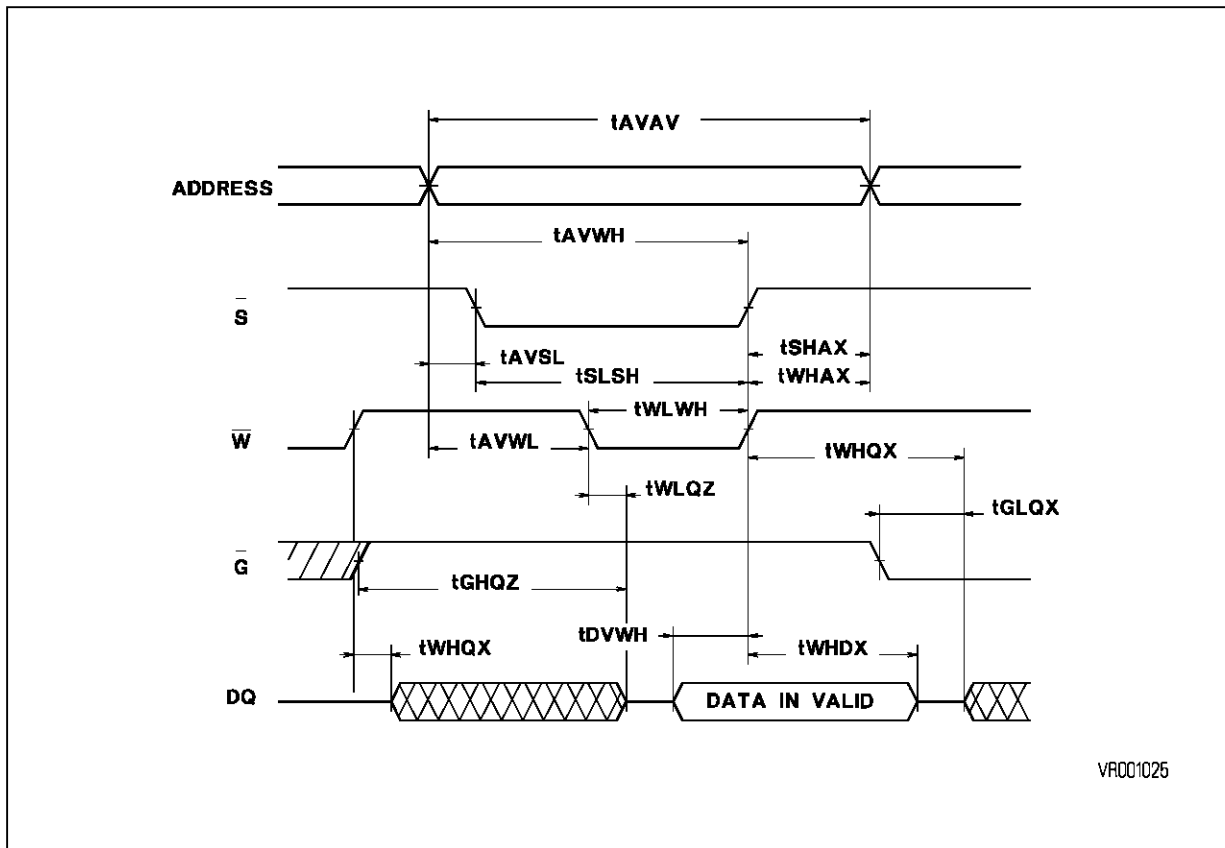 tAVAV
ADDRESS
tAVWH
S̅
tAVSL
tSHAX
tSLSH
tWHAX
tWLWH
W̅
tAVWL
tWHQX
tWLQZ
tGLQX
G̅
tGHQZ
tDVWH
tWHQX
tWHDX
DQ
DATA IN VALID
VR001025